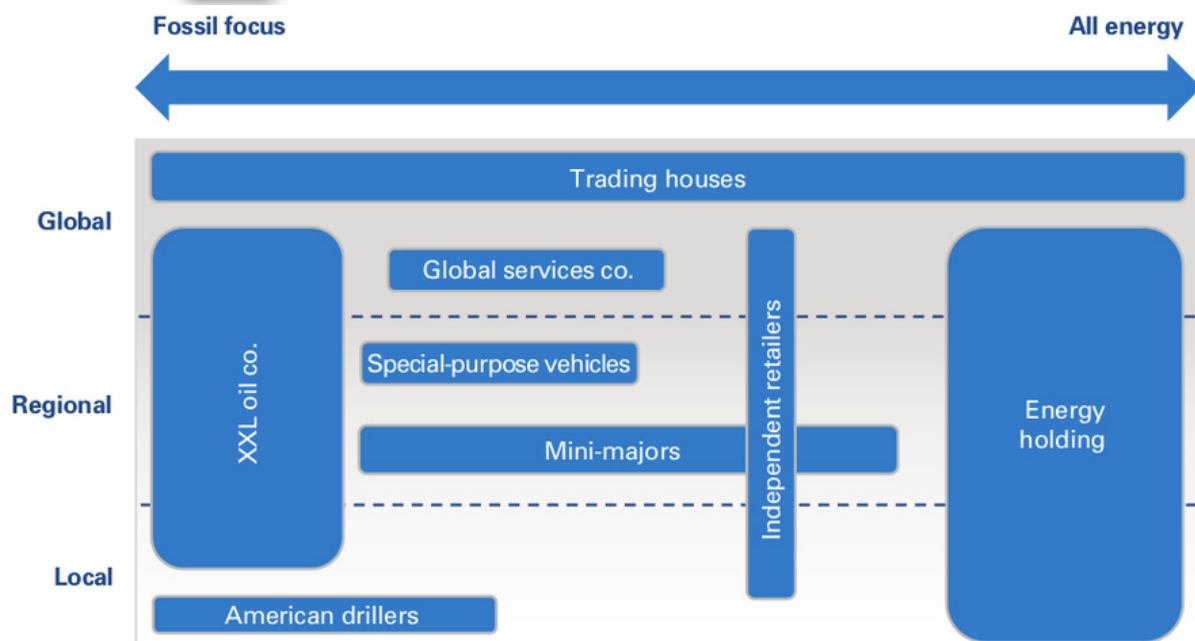 Fossil focus
All energy
Trading houses
Global
Global services co.
XXL oil co.
Special-purpose vehicles
Independent retailers
Regional
Energy
holding
Mini-majors
Local
American drillers